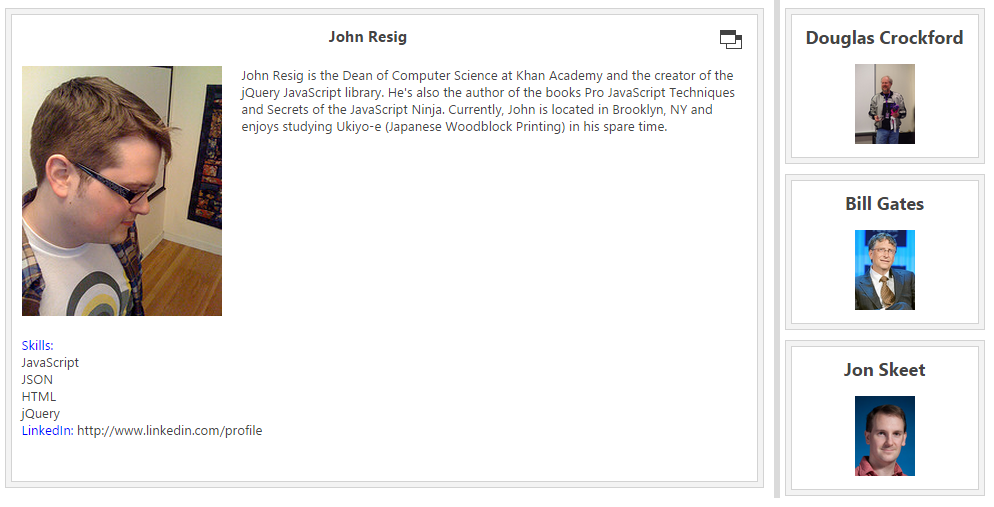 John Resig
John Resig is the Dean of Computer Science at Khan Academy and the creator of the
jQuery JavaScript library. He's also the author of the books Pro JavaScript Techniques
and Secrets of the JavaScript Ninja. Currently, John is located in Brooklyn, NY and
enjoys studying Ukiyo-e (Japanese Woodblock Printing) in his spare time.
Skills:
JavaScript
JSON
HTML
jQuery
LinkedIn: http://www.linkedin.com/profile
Douglas Crockford
Bill Gates
Jon Skeet